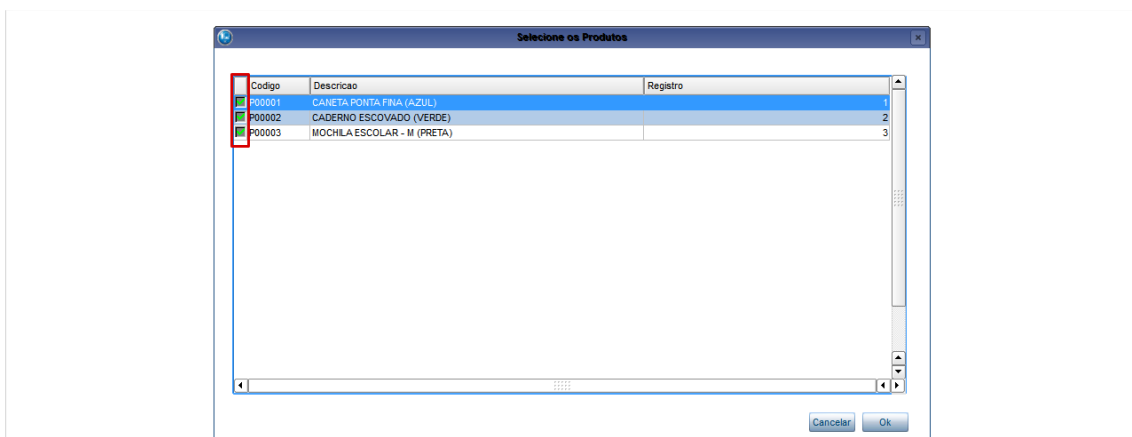 Selecione os Produtos
Codigo Descricao Registro
P00001 CANETA PONTA FINA (AZUL) 1
P00002 CADERNO ESCOVADO (VERDE) 2
P00003 MOCHILA ESCOLAR - M (PRETA) 3
Cancelar Ok